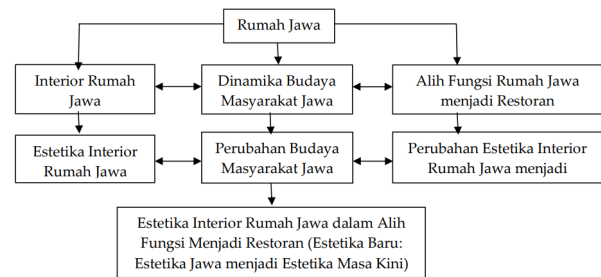 Rumah Jawa
Interior Rumah
Jawa
Dinamika Budaya
Masyarakat Jawa
Alih Fungsi Rumah Jawa
menjadi Restoran
Estetika Interior
Rumah Jawa
Perubahan Budaya
Masyarakat Jawa
Perubahan Estetika Interior
Rumah Jawa menjadi
Estetika Interior Rumah Jawa dalam Alih
Fungsi Menjadi Restoran (Estetika Baru:
Estetika Jawa menjadi Estetika Masa Kini)